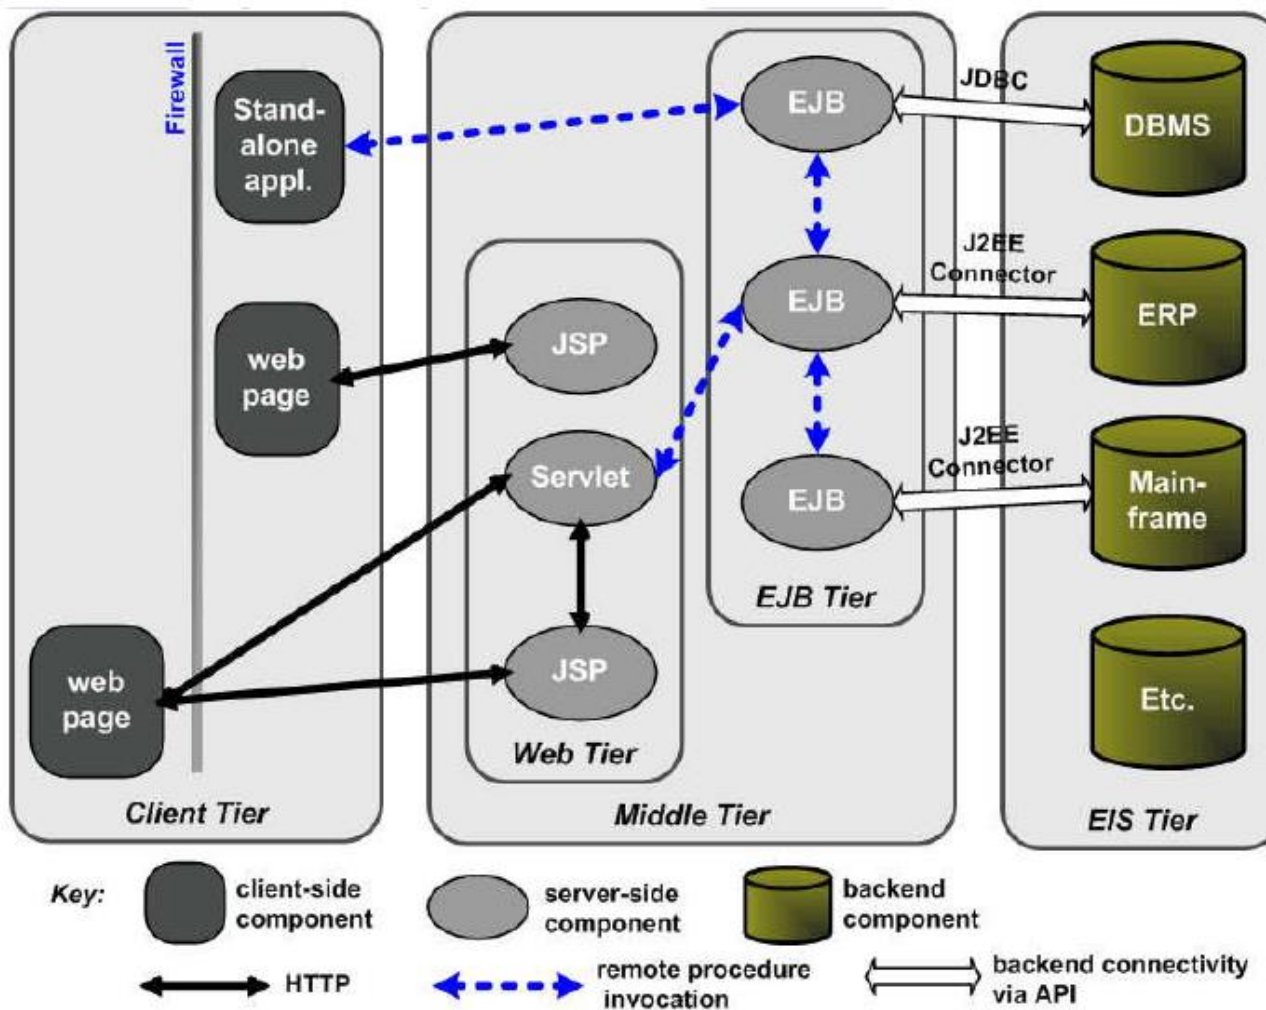 Firewall
Stand-
alone
appl.
EJB
JDBC
DBMS
web
page
JSP
EJB
J2EE
Connector
ERP
Servlet
EJB
J2EE
Connector
Main-
frame
EJB Tier
web
page
JSP
Web Tier
Etc.
Client Tier
Middle Tier
EIS Tier
Key:
client-side
component
server-side
component
backend
component
HTTP
remote procedure
invocation
backend connectivity
via API